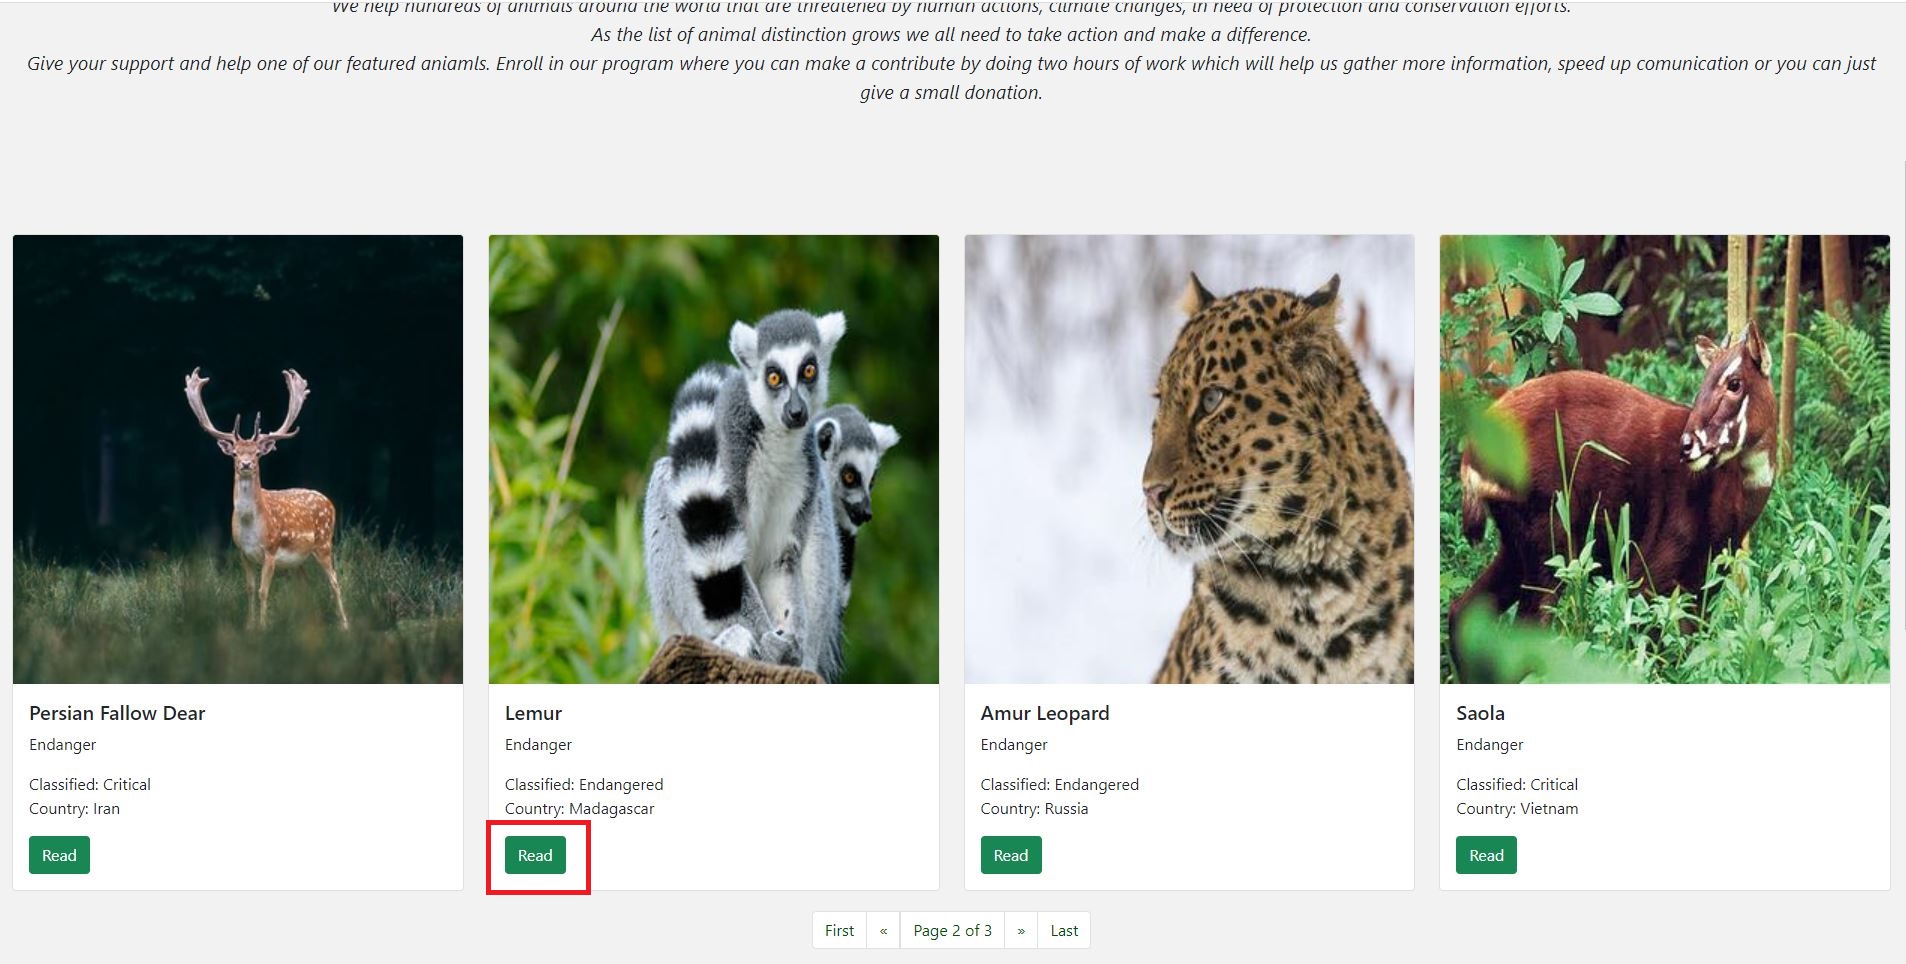 We help hundreds of animals around the world that are threatened by human actions, climate changes, in need of protection and conservation efforts.
As the list of animal distinction grows we all need to take action and make a difference.
Give your support and help one of our featured aniamls. Enroll in our program where you can make a contribute by doing two hours of work which will help us gather more information, speed up comunication or you can just
give a small donation.
Persian Fallow Dear
Endanger
Classified: Critical
Country: Iran
Read
Lemur
Endanger
Classified: Endangered
Country: Madagascar
Read
Amur Leopard
Endanger
Classified: Endangered
Country: Russia
Read
Saola
Endanger
Classified: Critical
Country: Vietnam
Read
First « Page 2 of 3 » Last